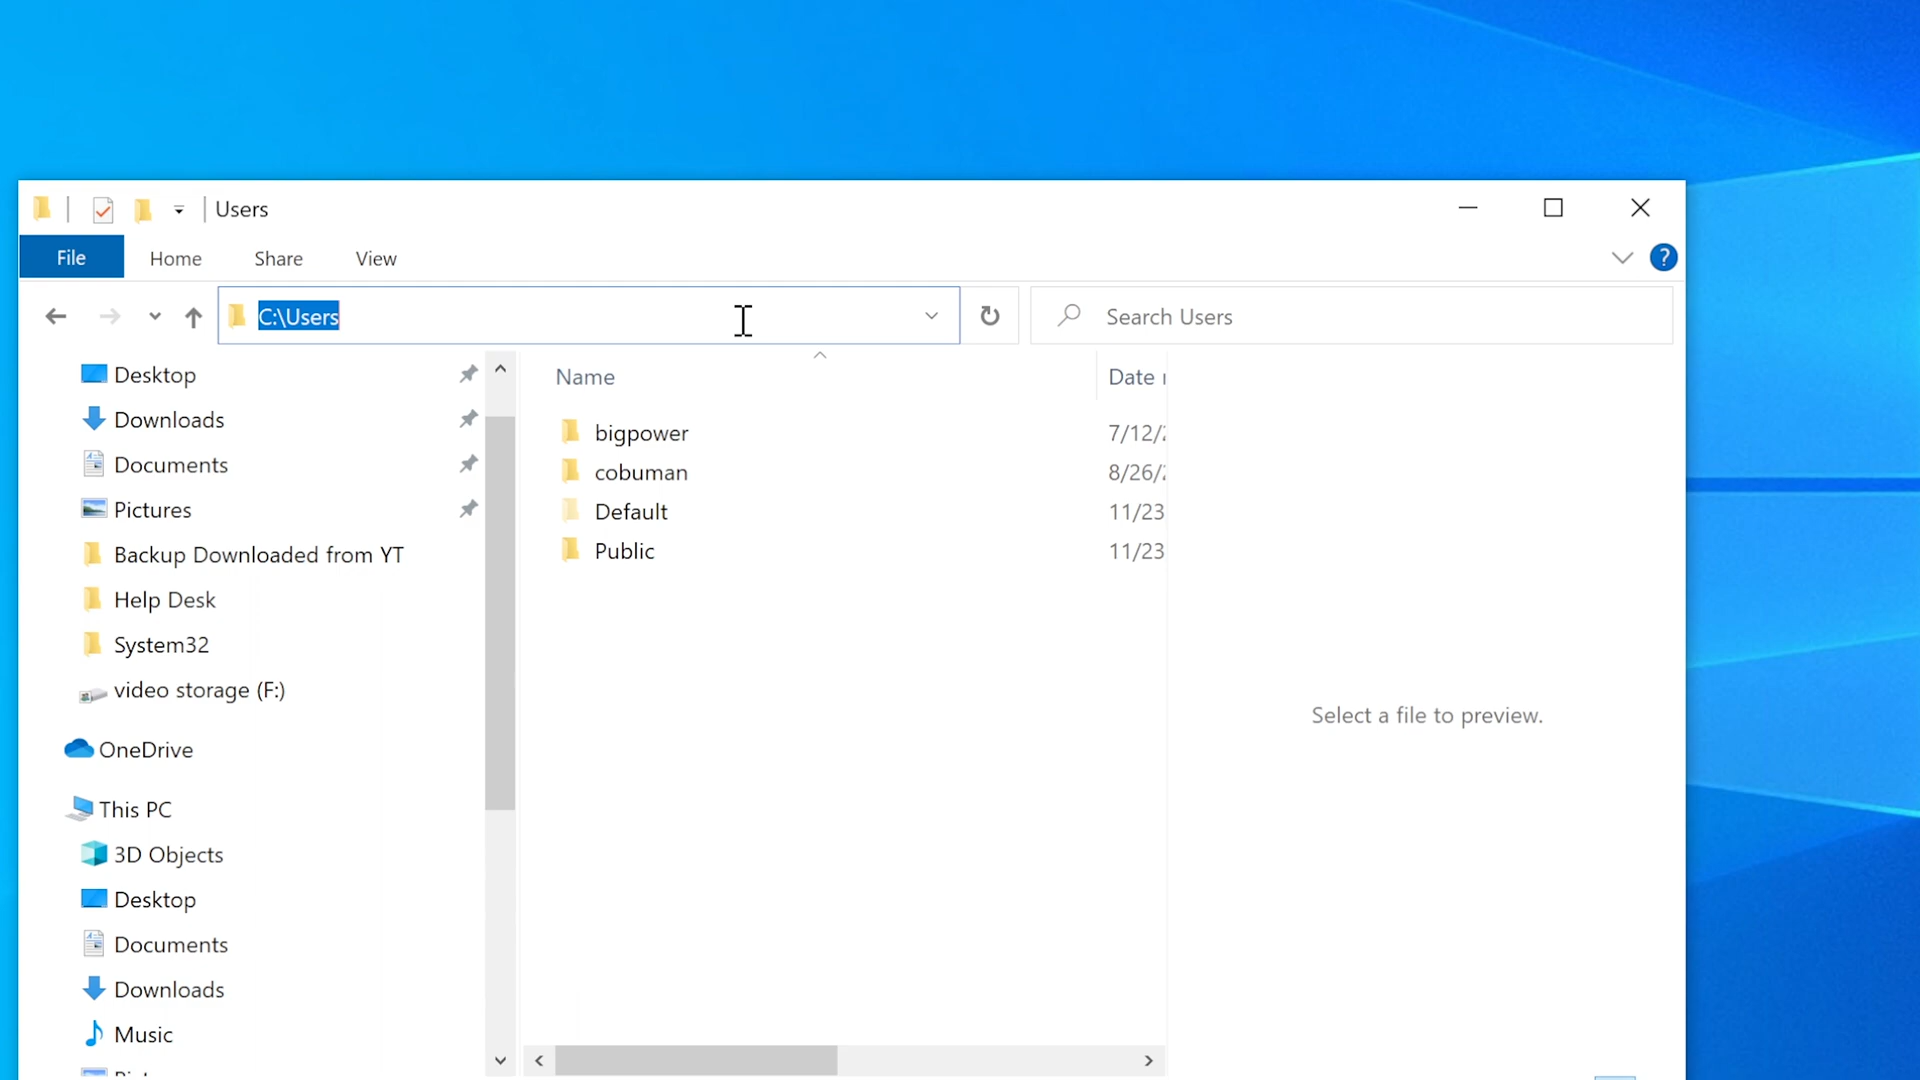 Users
File Home Share View ?
C:\Users
Search Users
Desktop
Downloads
Documents
Pictures
Backup Downloaded from YT
Help Desk
System32
video storage (F:)
OneDrive
This PC
3D Objects
Desktop
Documents
Downloads
Music
Name Date
bigpower 7/12/
cobuman 8/26/
Default 11/23
Public 11/23
Select a file to preview.